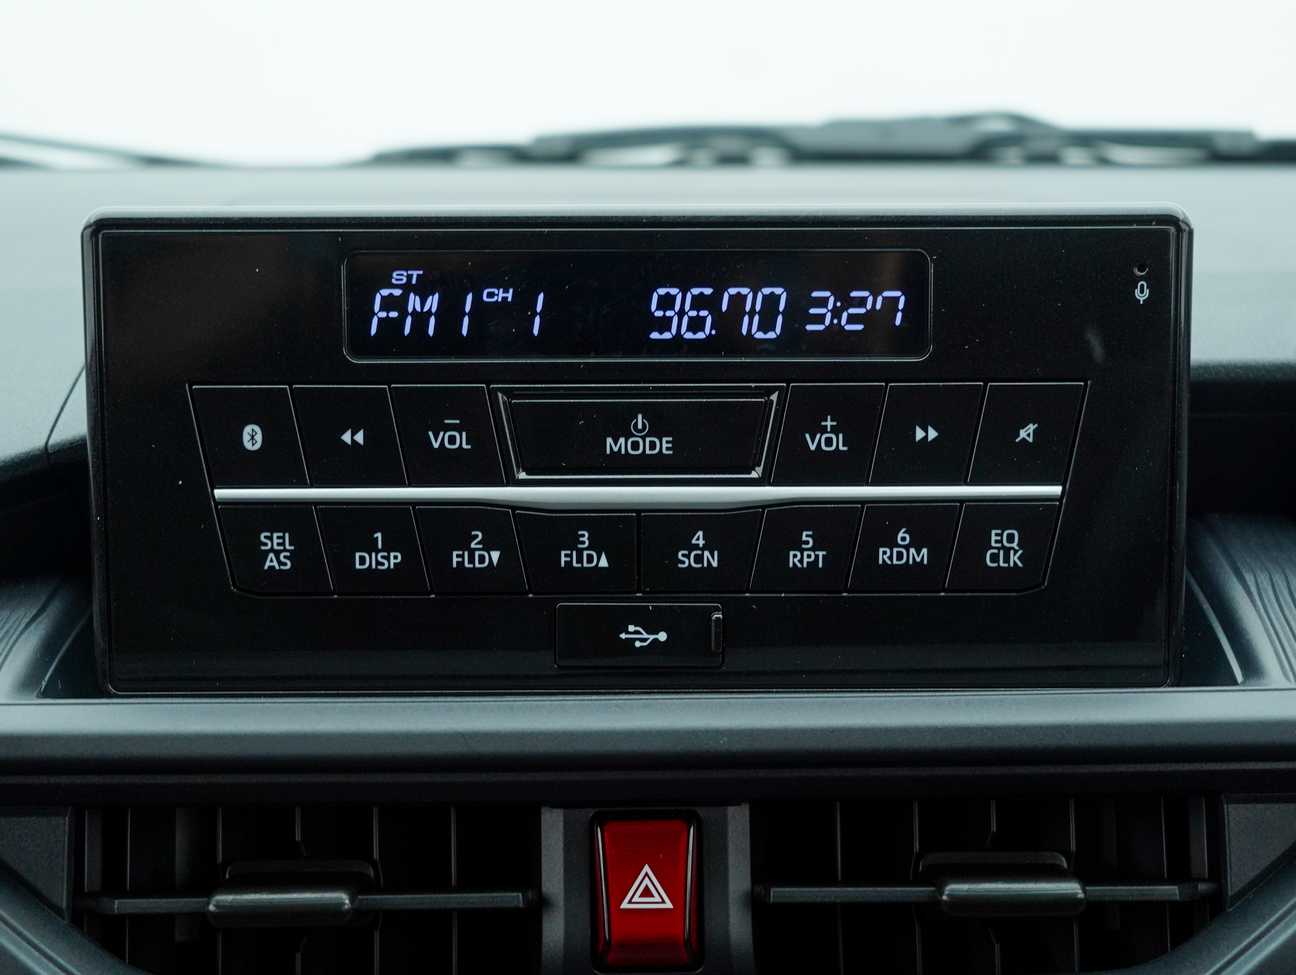 ST
FM1 CH 1 96.70 3:27
− VOL
MODE
+ VOL
SEL AS
1 DISP
2 FLD▼
3 FLD▲
4 SCN
5 RPT
6 RDM
EQ CLK